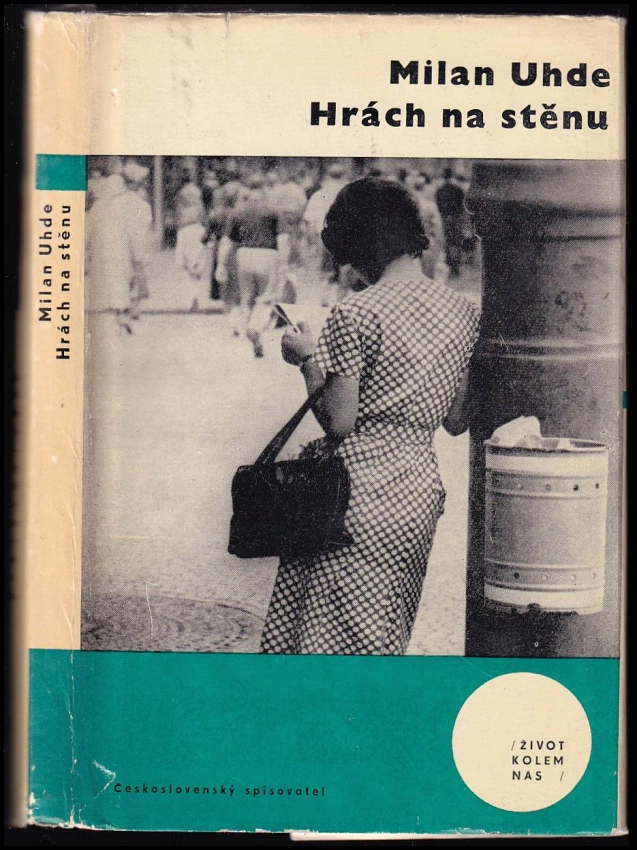 Milan Uhde
Hrách na stěnu
Milan Uhde
Hrách na stěnu
/ŽIVOT
KOLEM
NAS /
Československý spisovatel